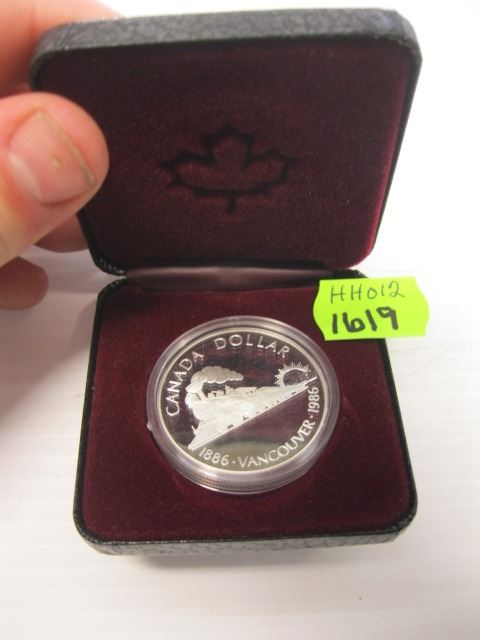 HH012
1619
CANADA DOLLAR
1886 · VANCOUVER · 1986